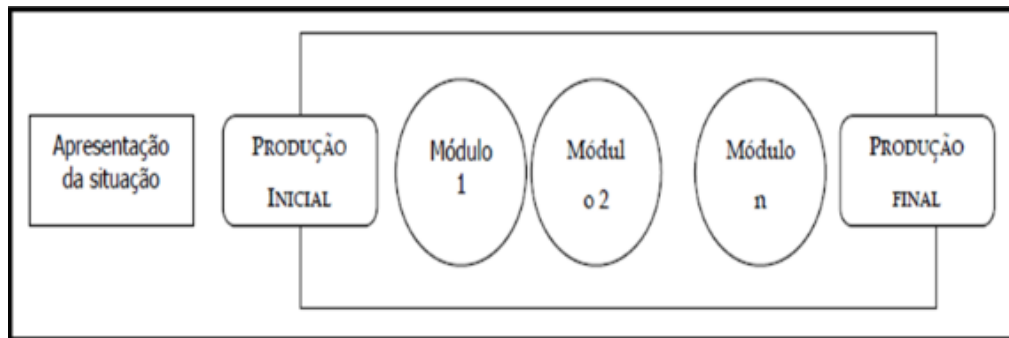 Apresentação
da situação
PRODUÇÃO
INICIAL
Módulo
1
Módul
o 2
Módulo
n
PRODUÇÃO
FINAL